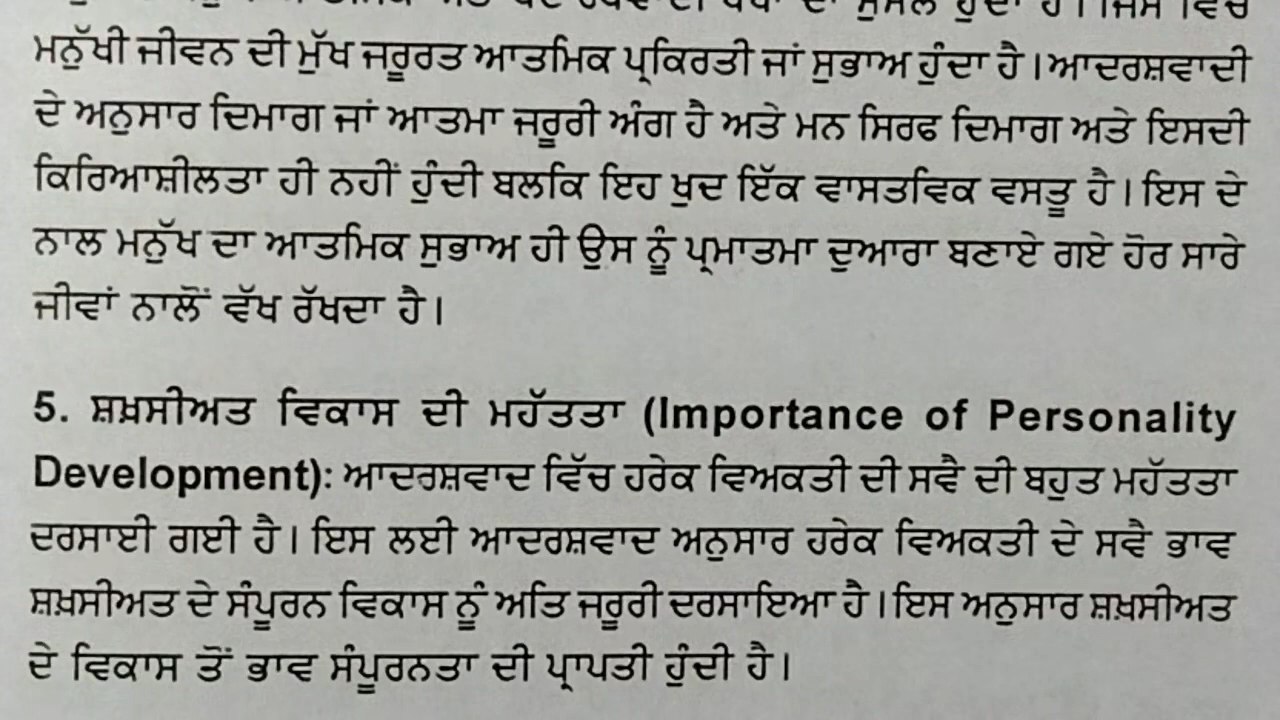 ਮਨੁੱਖੀ ਜੀਵਨ ਦੀ ਮੁੱਖ ਜਰੂਰਤ ਆਤਮਿਕ ਪ੍ਰਕਿਰਤੀ ਜਾਂ ਸੁਭਾਅ ਹੁੰਦਾ ਹੈ। ਆਦਰਸ਼ਵਾਦੀ
ਦੇ ਅਨੁਸਾਰ ਦਿਮਾਗ ਜਾਂ ਆਤਮਾ ਜਰੂਰੀ ਅੰਗ ਹੈ ਅਤੇ ਮਨ ਸਿਰਫ ਦਿਮਾਗ ਅਤੇ ਇਸਦੀ
ਕਿਰਿਆਸ਼ੀਲਤਾ ਹੀ ਨਹੀਂ ਹੁੰਦੀ ਬਲਕਿ ਇਹ ਖੁਦ ਇੱਕ ਵਾਸਤਵਿਕ ਵਸਤੂ ਹੈ। ਇਸ ਦੇ
ਨਾਲ ਮਨੁੱਖ ਦਾ ਆਤਮਿਕ ਸੁਭਾਅ ਹੀ ਉਸ ਨੂੰ ਪ੍ਰਮਾਤਮਾ ਦੁਆਰਾ ਬਣਾਏ ਗਏ ਹੋਰ ਸਾਰੇ
ਜੀਵਾਂ ਨਾਲੋਂ ਵੱਖ ਰੱਖਦਾ ਹੈ।
5. ਸ਼ਖ਼ਸੀਅਤ ਵਿਕਾਸ ਦੀ ਮਹੱਤਤਾ (Importance of Personality
Development): ਆਦਰਸ਼ਵਾਦ ਵਿੱਚ ਹਰੇਕ ਵਿਅਕਤੀ ਦੀ ਸਵੈ ਦੀ ਬਹੁਤ ਮਹੱਤਤਾ
ਦਰਸਾਈ ਗਈ ਹੈ। ਇਸ ਲਈ ਆਦਰਸ਼ਵਾਦ ਅਨੁਸਾਰ ਹਰੇਕ ਵਿਅਕਤੀ ਦੇ ਸਵੈ ਭਾਵ
ਸ਼ਖ਼ਸੀਅਤ ਦੇ ਸੰਪੂਰਨ ਵਿਕਾਸ ਨੂੰ ਅਤਿ ਜਰੂਰੀ ਦਰਸਾਇਆ ਹੈ। ਇਸ ਅਨੁਸਾਰ ਸ਼ਖ਼ਸੀਅਤ
ਦੇ ਵਿਕਾਸ ਤੋਂ ਭਾਵ ਸੰਪੂਰਨਤਾ ਦੀ ਪ੍ਰਾਪਤੀ ਹੁੰਦੀ ਹੈ।